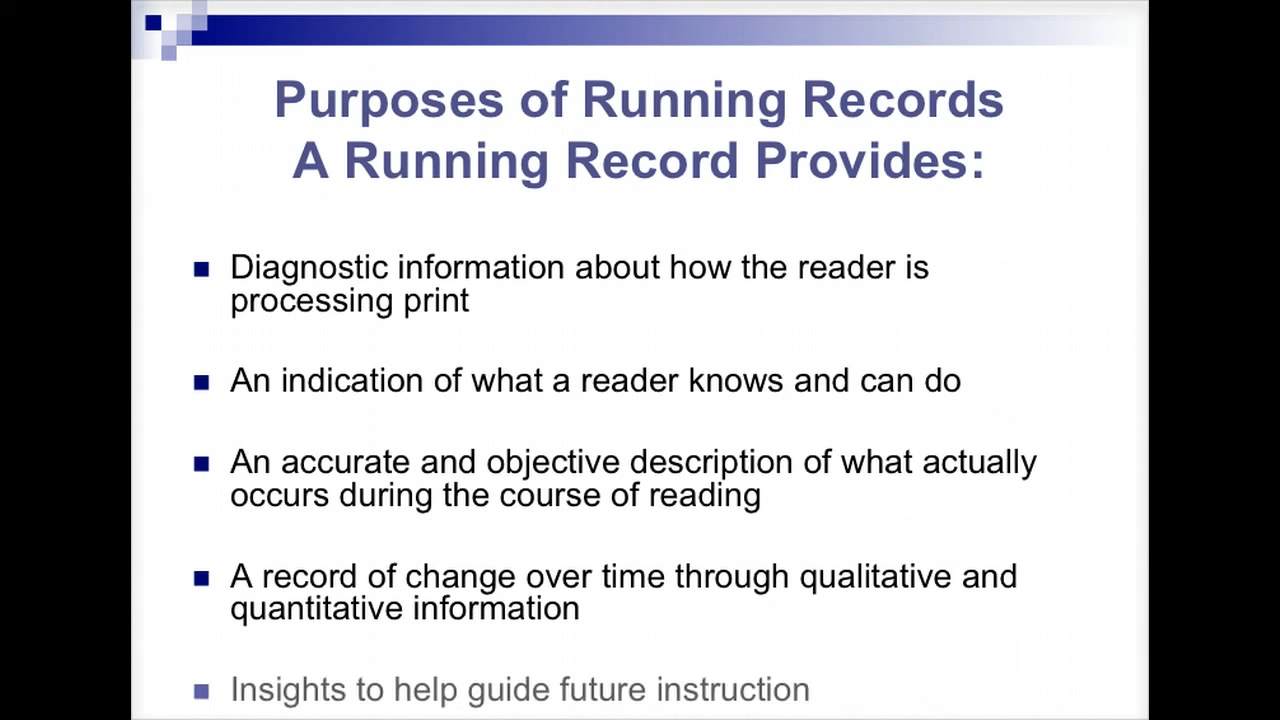 Purposes of Running Records
A Running Record Provides:
Diagnostic information about how the reader is
processing print
An indication of what a reader knows and can do
An accurate and objective description of what actually
occurs during the course of reading
A record of change over time through qualitative and
quantitative information
Insights to help guide future instruction